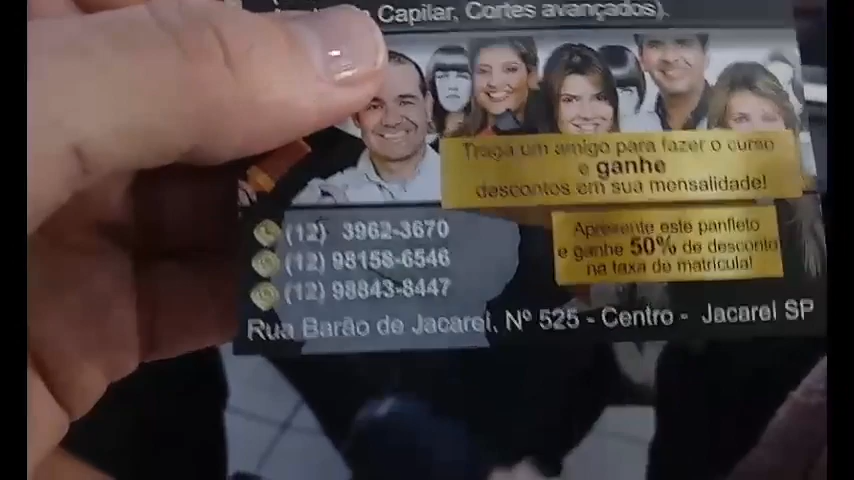 Capilar, Cortes avançados).
Traga um amigo para fazer o curso
e ganhe
descontos em sua mensalidade!
Apresente este panfleto
e ganhe 50% de desconto
na taxa de matrícula!
(12) 3962-3670
(12) 98158-6546
(12) 98843-8447
Rua Barão de Jacareí, Nº 525 - Centro - Jacareí SP